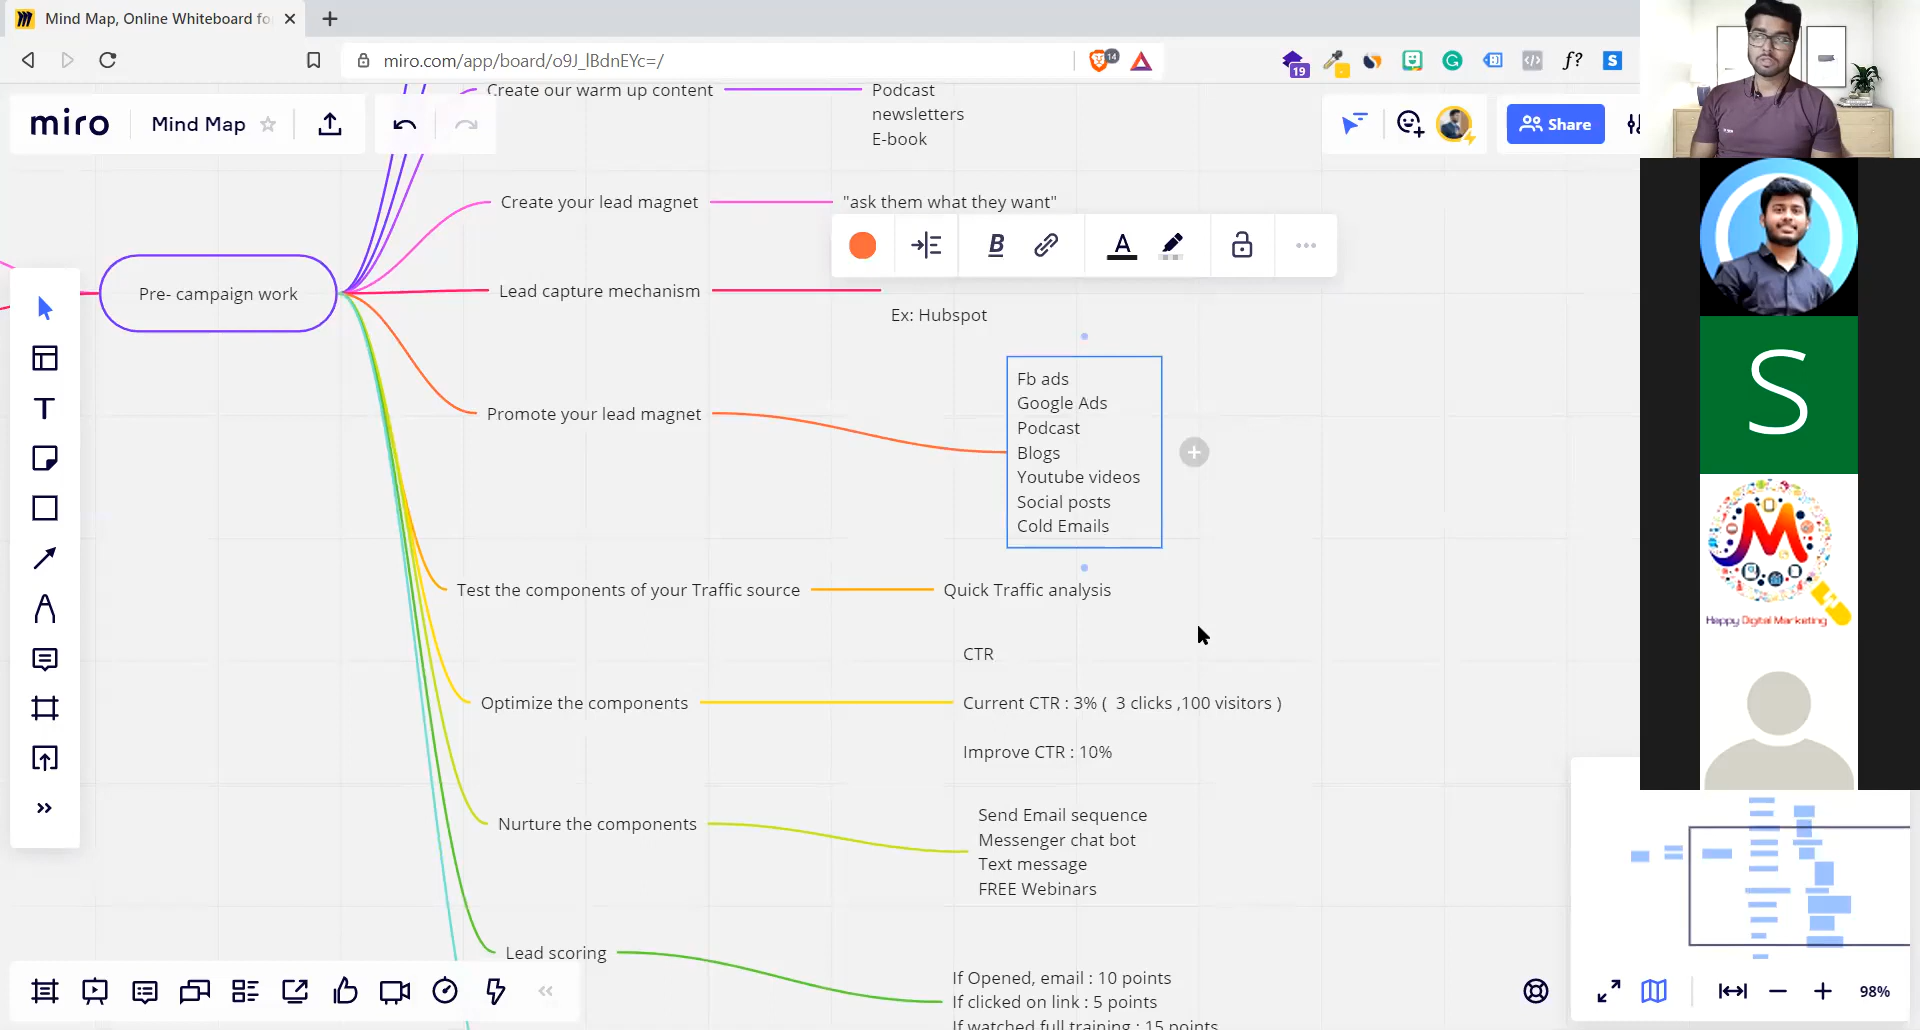 Mind Map, Online Whiteboard fo
miro.com/app/board/o9J_lBdnEYc=/
14
19
f?
S
miro
Mind Map
Share
Create our warm up content
Podcast
newsletters
E-book
Create your lead magnet
"ask them what they want"
B
A
Pre- campaign work
Lead capture mechanism
Ex: Hubspot
Promote your lead magnet
Fb ads
Google Ads
Podcast
Blogs
Youtube videos
Social posts
Cold Emails
Test the components of your Traffic source
Quick Traffic analysis
Optimize the components
CTR
Current CTR : 3% (  3 clicks ,100 visitors )
Improve CTR : 10%
Nurture the components
Send Email sequence
Messenger chat bot
Text message
FREE Webinars
Lead scoring
If Opened, email : 10 points
If clicked on link : 5 points
If watched full training : 15 points
S
M
Happy Digital Marketing
98%